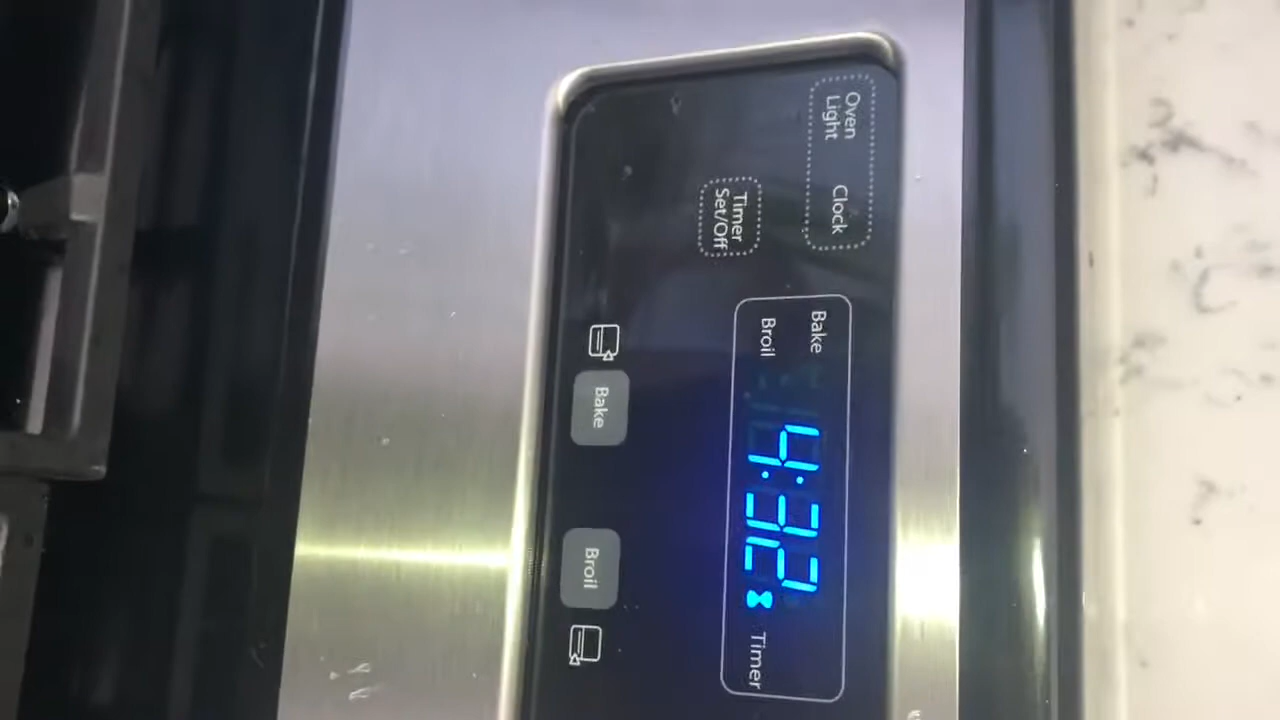 Oven
Light
Clock
Timer
Set/Off
Bake
Broil
4:32
Timer
Bake
Broil